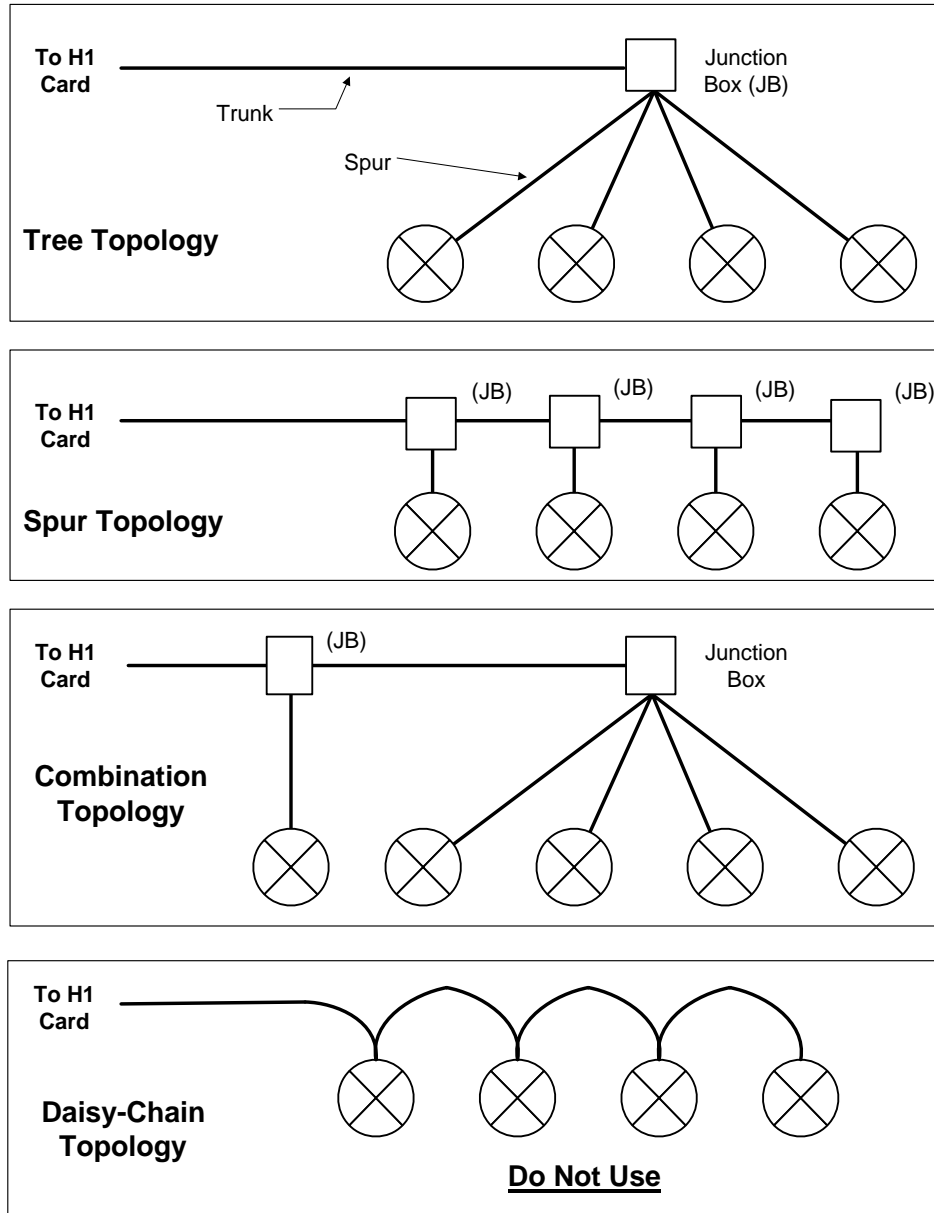 To H1
Card
Junction
Box (JB)
Trunk
Spur
Tree Topology
(JB)
(JB)
(JB)
(JB)
To H1
Card
Spur Topology
To H1
Card
(JB)
Junction
Box
Combination
Topology
To H1
Card
Daisy-Chain
Topology
Do Not Use